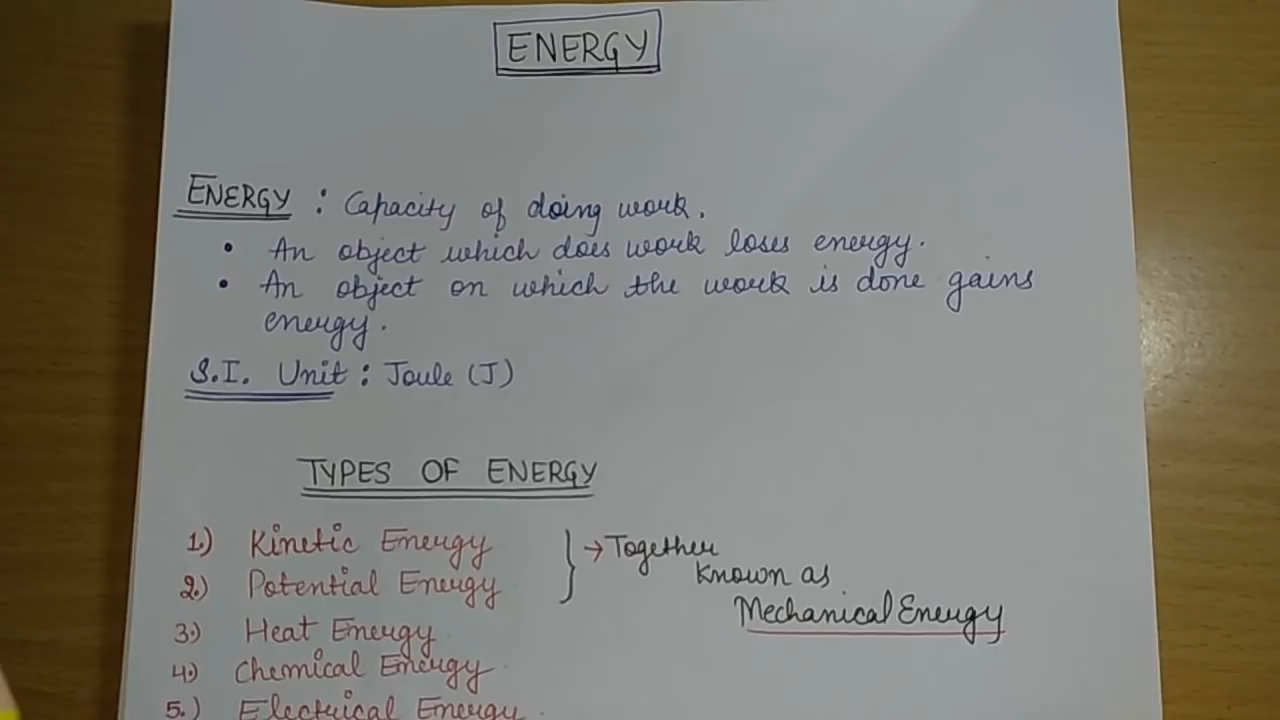 ENERGY
ENERGY : Capacity of doing work.
• An object which does work loses energy.
• An object on which the work is done gains
energy.
S.I. Unit : Joule (J)
TYPES OF ENERGY
1.) Kinetic Energy
2.) Potential Energy
} → Together
known as
Mechanical Energy
3.) Heat Energy
4.) Chemical Energy
5.) Electrical Energy.